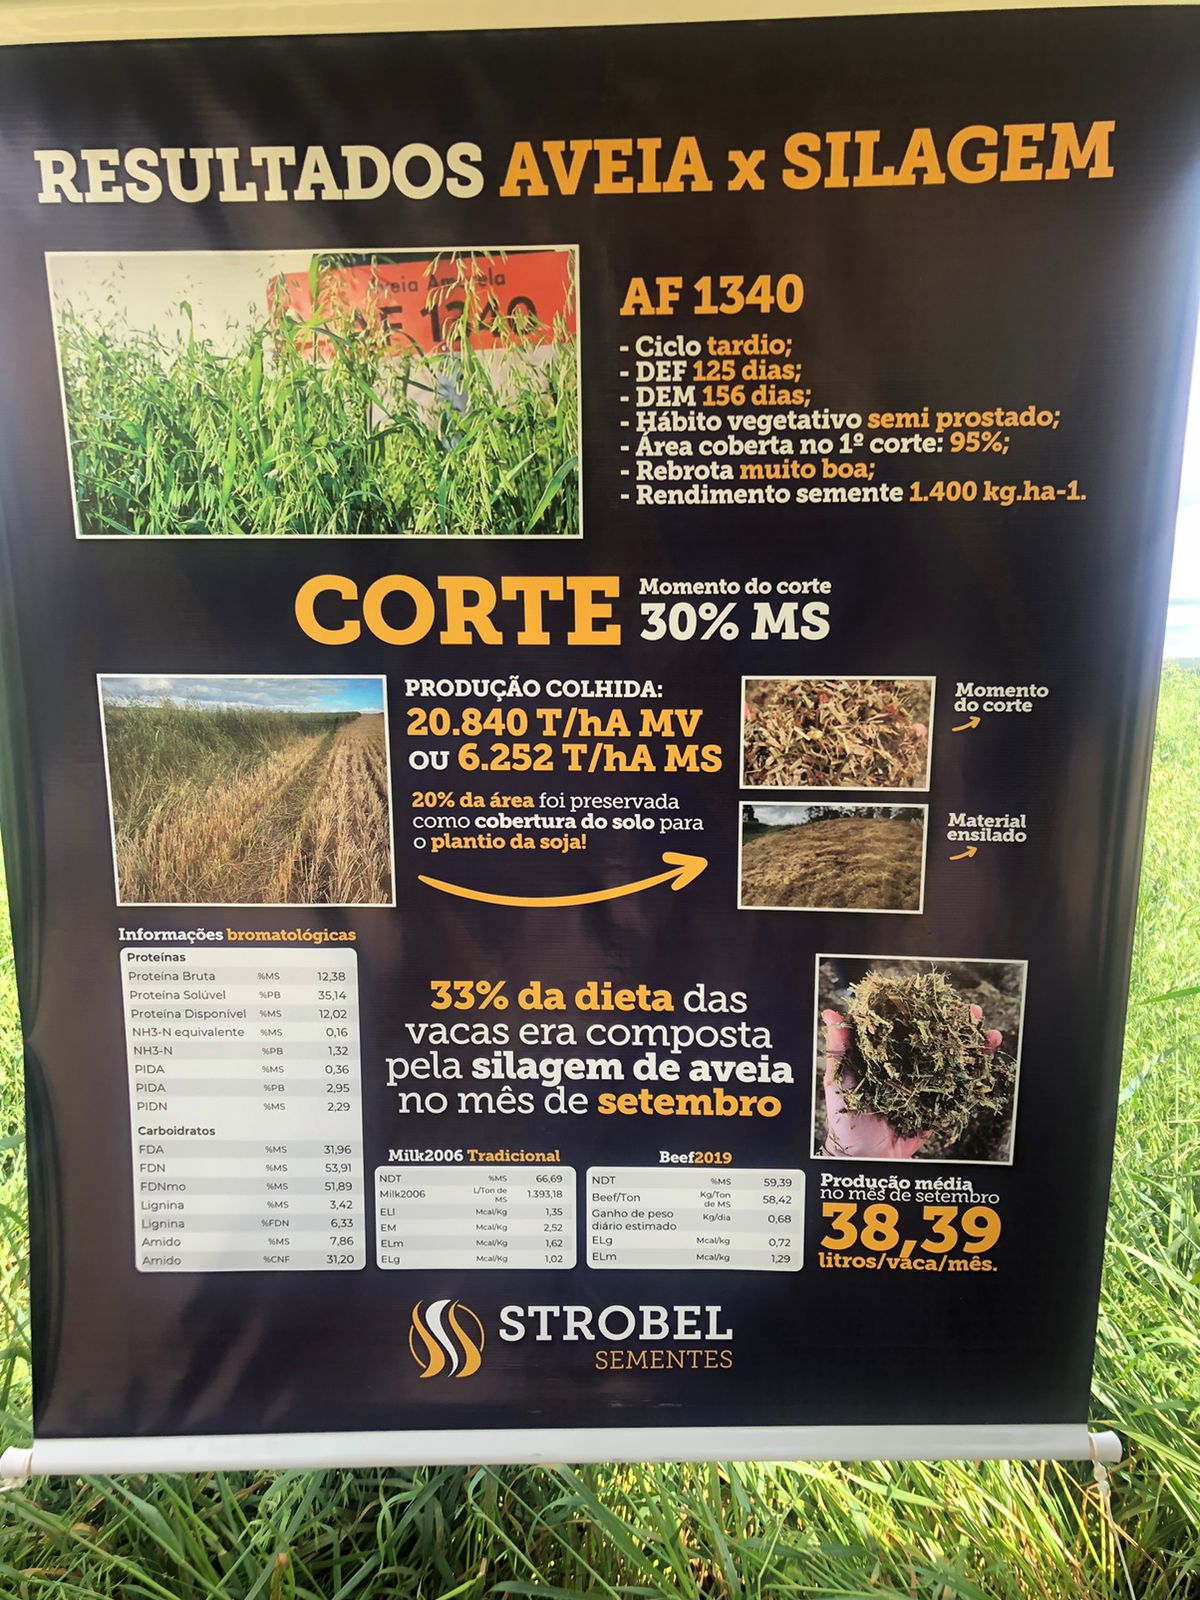 RESULTADOS AVEIA x SILAGEM
Aveia Amarela
AF 1340
AF 1340
- Ciclo tardio;
- DEF 125 dias;
- DEM 156 dias;
- Hábito vegetativo semi prostado;
- Área coberta no 1º corte: 95%;
- Rebrota muito boa;
- Rendimento semente 1.400 kg.ha-1.
CORTE
Momento do corte
30% MS
PRODUÇÃO COLHIDA:
20.840 T/hA MV
OU 6.252 T/hA MS
20% da área foi preservada
como cobertura do solo para
o plantio da soja!
Momento
do corte
Material
ensilado
Informações bromatológicas
Proteínas
Proteína Bruta %MS 12,38
Proteína Solúvel %PB 35,14
Proteína Disponível %MS 12,02
NH3-N equivalente %MS 0,16
NH3-N %PB 1,32
PIDA %MS 0,36
PIDA %PB 2,95
PIDN %MS 2,29
Carboidratos
FDA %MS 31,96
FDN %MS 53,91
FDNmo %MS 51,89
Lignina %MS 3,42
Lignina %FDN 6,33
Amido %MS 7,86
Amido %CNF 31,20
33% da dieta das
vacas era composta
pela silagem de aveia
no mês de setembro
Milk2006 Tradicional
NDT %MS 66,69
Milk2006 L/Ton de MS 1.393,18
ELl Mcal/Kg 1,35
EM Mcal/Kg 2,52
ELm Mcal/Kg 1,62
ELg Mcal/Kg 1,02
Beef2019
NDT %MS 59,39
Beef/Ton Kg/Ton de MS 58,42
Ganho de peso
diário estimado Kg/dia 0,68
ELg Mcal/Kg 0,72
ELm Mcal/Kg 1,29
Produção média
no mês de setembro
38,39
litros/vaca/mês.
STROBEL
SEMENTES